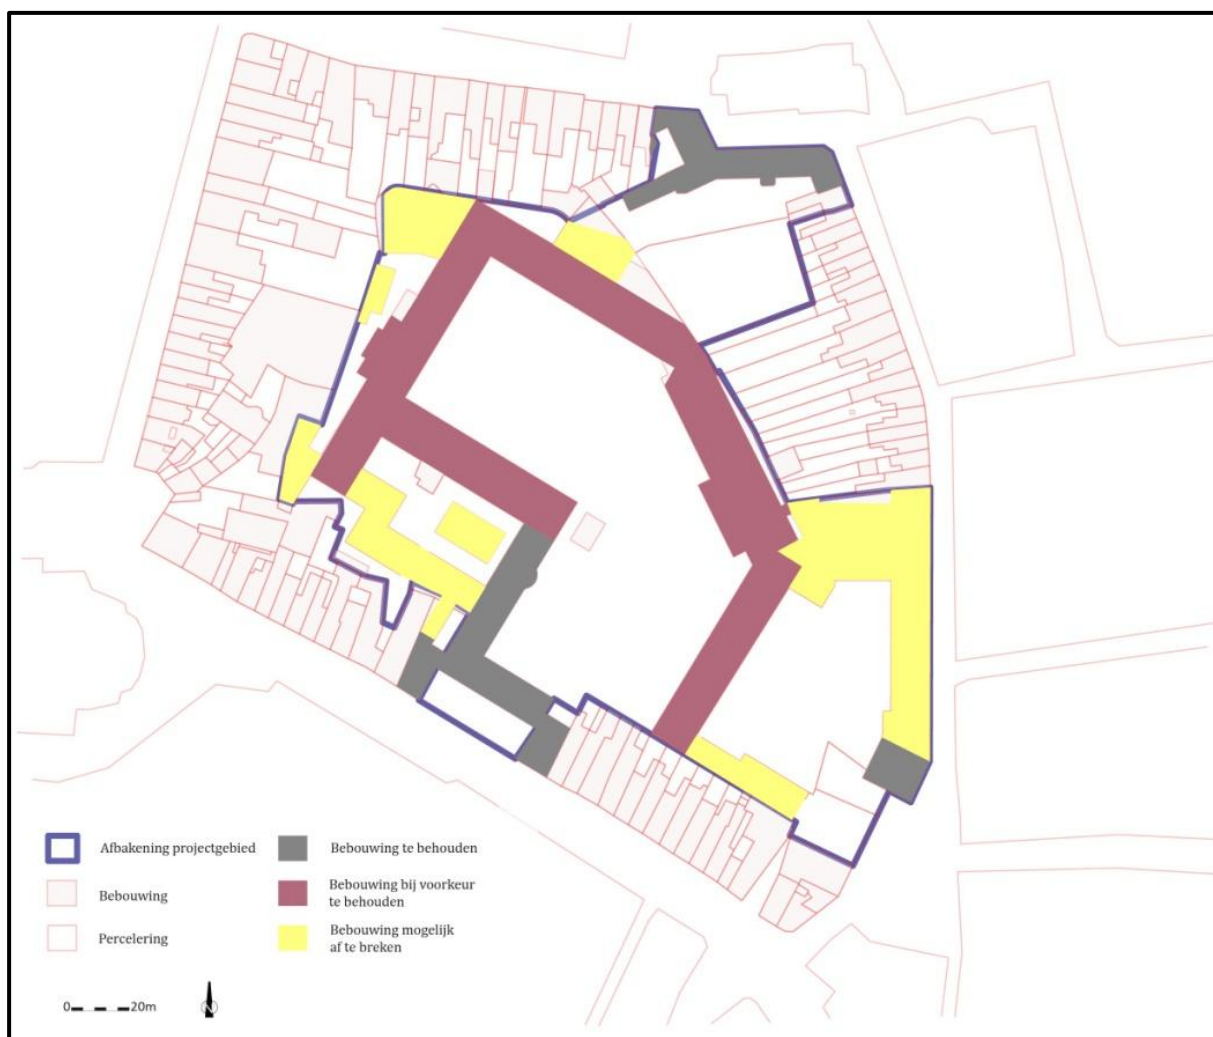 Afbakening projectgebied
Bebouwing
Percelering
Bebouwing te behouden
Bebouwing bij voorkeur
te behouden
Bebouwing mogelijk
af te breken
0 20m
N